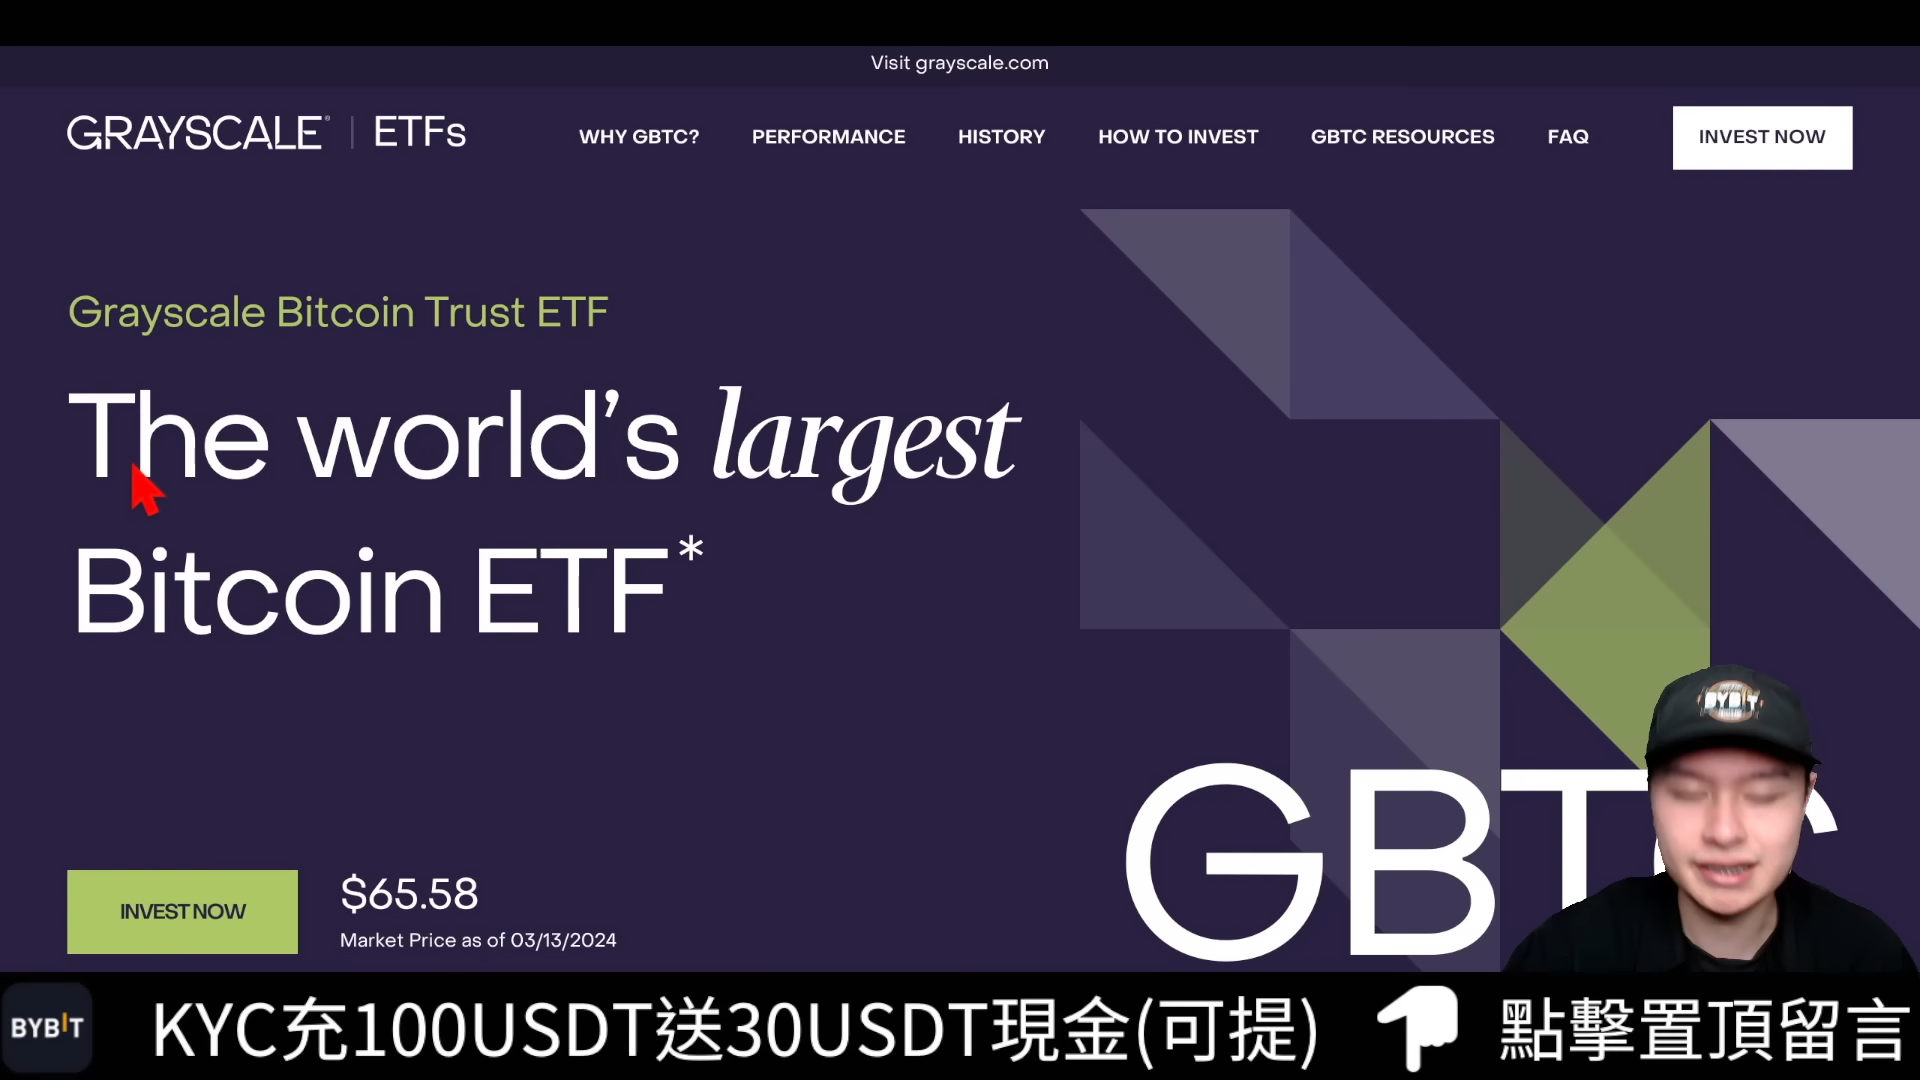 Visit grayscale.com
GRAYSCALE® | ETFs
WHY GBTC?
PERFORMANCE
HISTORY
HOW TO INVEST
GBTC RESOURCES
FAQ
INVEST NOW
Grayscale Bitcoin Trust ETF
The world’s largest
Bitcoin ETF*
GBTC
BYBIT
INVEST NOW
$65.58
Market Price as of 03/13/2024
BYBIT
KYC充100USDT送30USDT現金(可提)
點擊置頂留言